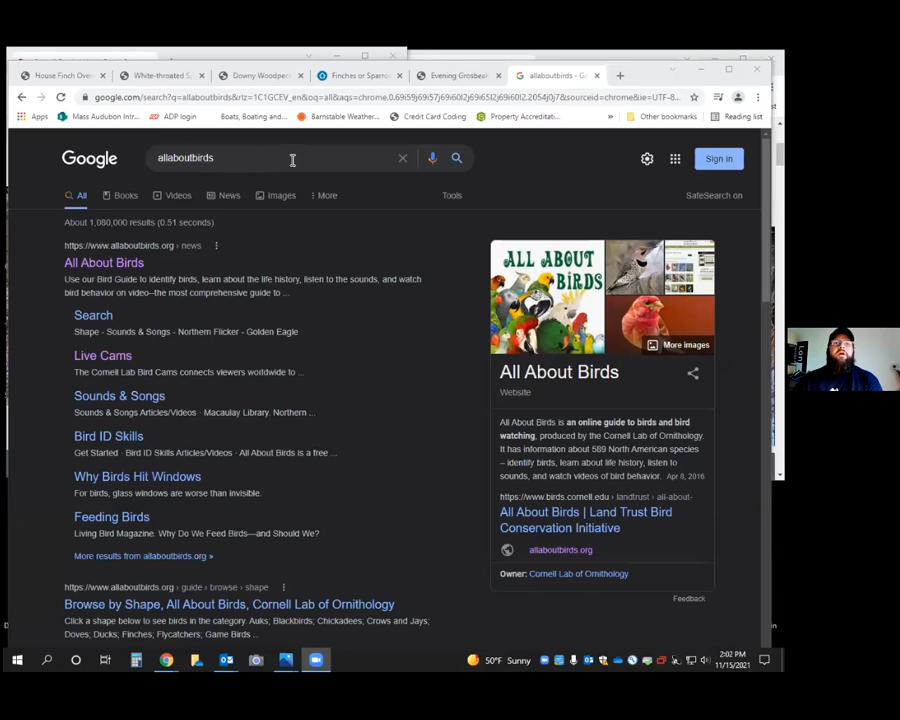 House Finch Over
White-throated S
Downy Woodpec
Finches or Sparro
Evening Grosbea
allaboutbirds - G
google.com/search?q=allaboutbirds&rlz=1C1GCEV_en&oq=all&aqs=chrome.0.69i59j69i57j69i60l2j69i65l2j69i60l2.2054j0j7&sourceid=chrome&ie=UTF-8...
Apps
Mass Audubon Intr...
ADP login
Boats, Boating, and...
Barnstable Weather...
Credit Card Coding
Property Accreditati...
Other bookmarks
Reading list
Google
allaboutbirds
Sign in
All
Books
Videos
News
Images
More
Tools
SafeSearch on
About 1,080,000 results (0.51 seconds)
https://www.allaboutbirds.org › news
All About Birds
Use our Bird Guide to identify birds, learn about the life history, listen to the sounds, and watch
bird behavior on video--the most comprehensive guide to ...
Search
Shape - Sounds & Songs - Northern Flicker - Golden Eagle
Live Cams
The Cornell Lab Bird Cams connects viewers worldwide to ...
Sounds & Songs
Sounds & Songs Articles/Videos · Macaulay Library. Northern ...
Bird ID Skills
Get Started · Bird ID Skills Articles/Videos · All About Birds is a free ...
Why Birds Hit Windows
For birds, glass windows are worse than invisible.
Feeding Birds
Living Bird Magazine. Why Do We Feed Birds—and Should We?
More results from allaboutbirds.org »
https://www.allaboutbirds.org › guide › browse › shape
Browse by Shape, All About Birds, Cornell Lab of Ornithology
Click a shape below to see birds in the category. Auks; Blackbirds; Chickadees; Crows and Jays;
Doves; Ducks; Finches; Flycatchers; Game Birds ...
ALL ABOUT
BIRDS
More images
All About Birds
Website
All About Birds is an online guide to birds and bird
watching, produced by the Cornell Lab of Ornithology.
It has information about 589 North American species
– identify birds, learn about life history, listen to
sounds, and watch videos of bird behavior. Apr 8, 2016
https://www.birds.cornell.edu › landtrust › all-about-
All About Birds | Land Trust Bird
Conservation Initiative
allaboutbirds.org
Owner: Cornell Lab of Ornithology
Feedback
50°F Sunny
2:02 PM
11/15/2021